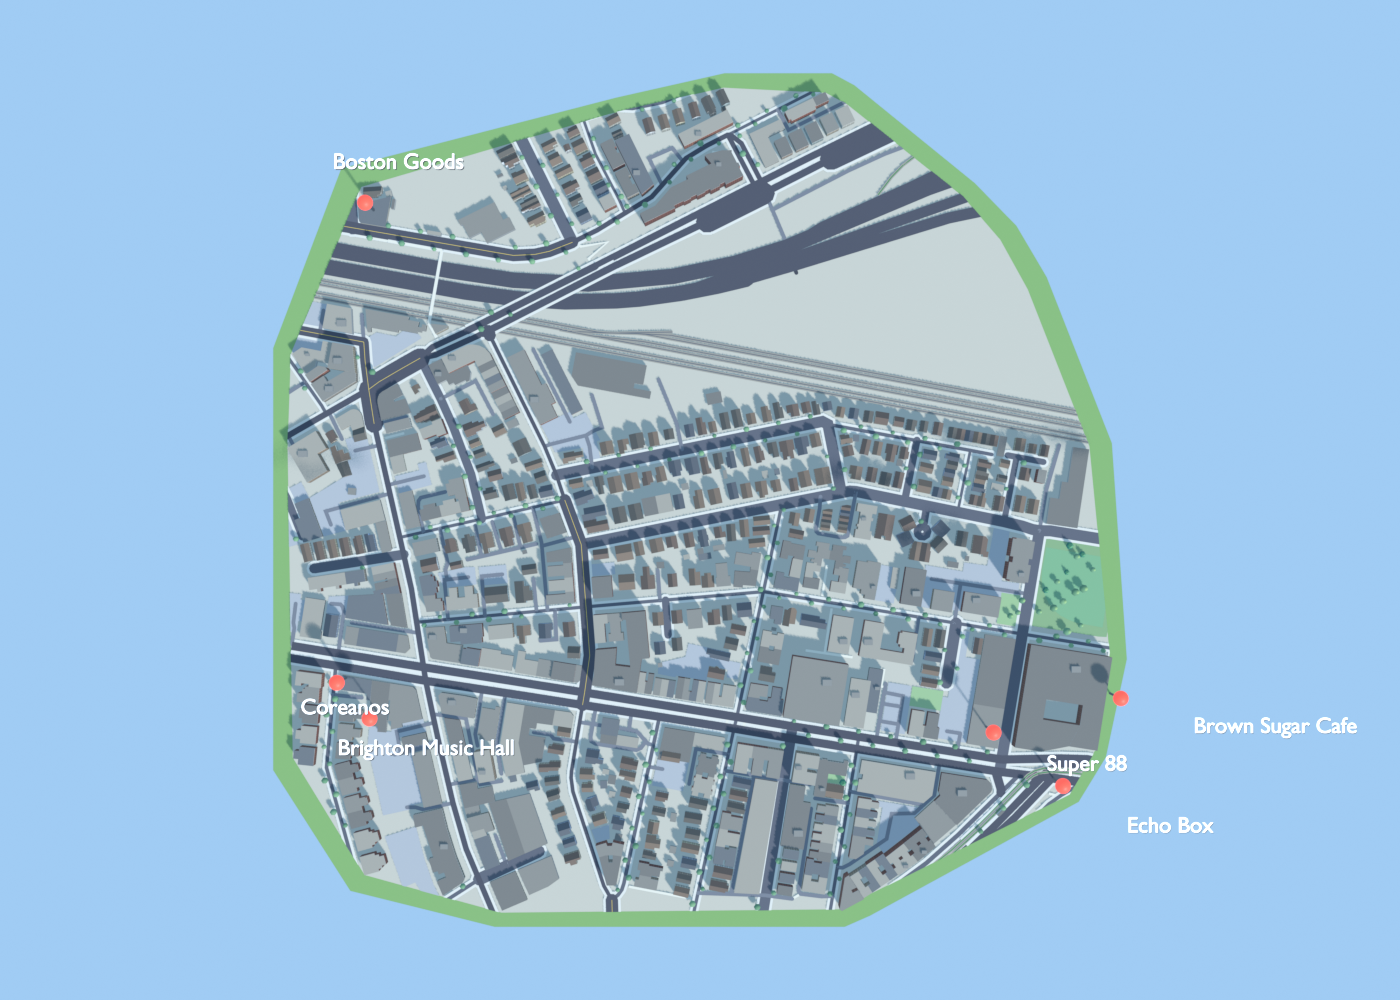 Boston Goods
Coreanos
Brighton Music Hall
Brown Sugar Cafe
Super 88
Echo Box